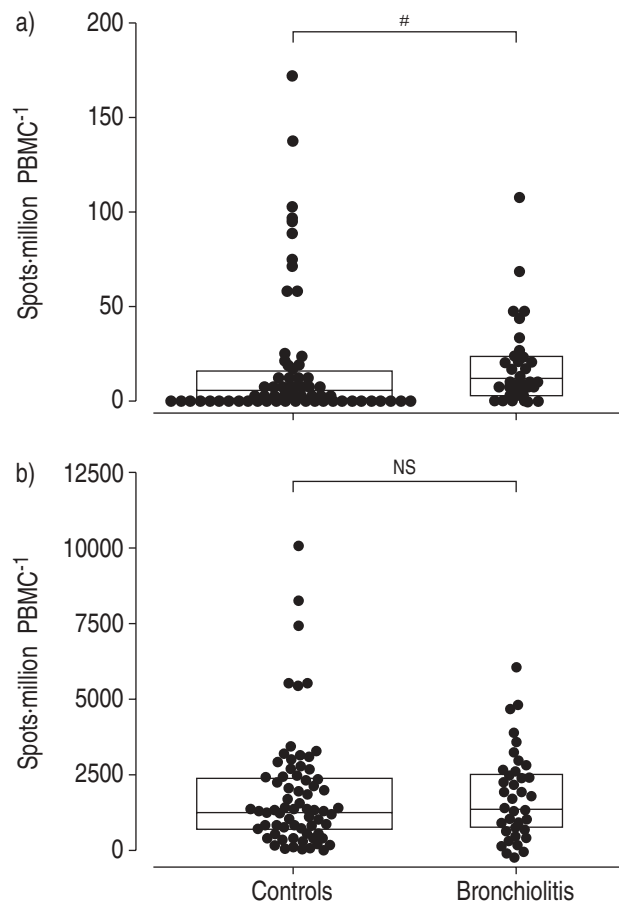 a)
#
200
150
100
50
0
Spots·million PBMC-1
b)
NS
12500
10000
7500
5000
2500
0
Spots·million PBMC-1
Controls Bronchiolitis